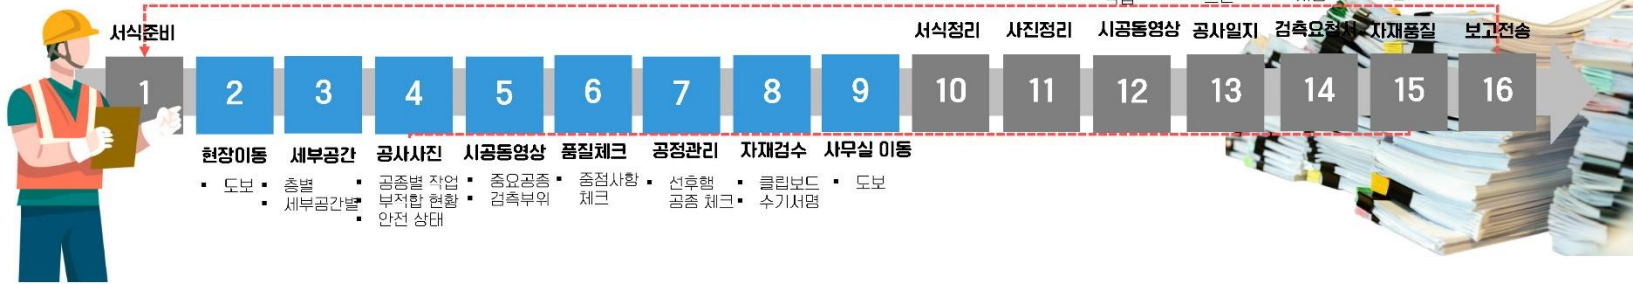 서식준비
서식정리
사진정리
시공동영상
공사일지
검측요청서
자재품질
보고전송
1 2 3 4 5 6 7 8 9 10 11 12 13 14 15 16
현장이동
▪ 도보
세부공간
▪ 층별
▪ 세부공간별
공사사진
▪ 공종별 작업
▪ 부적합 현황
▪ 안전 상태
시공동영상
▪ 중요공종
▪ 검측부위
품질체크
▪ 중점사항
체크
공정관리
▪ 선후행
공종 체크
자재검수
▪ 클립보드
▪ 수기서명
사무실 이동
▪ 도보